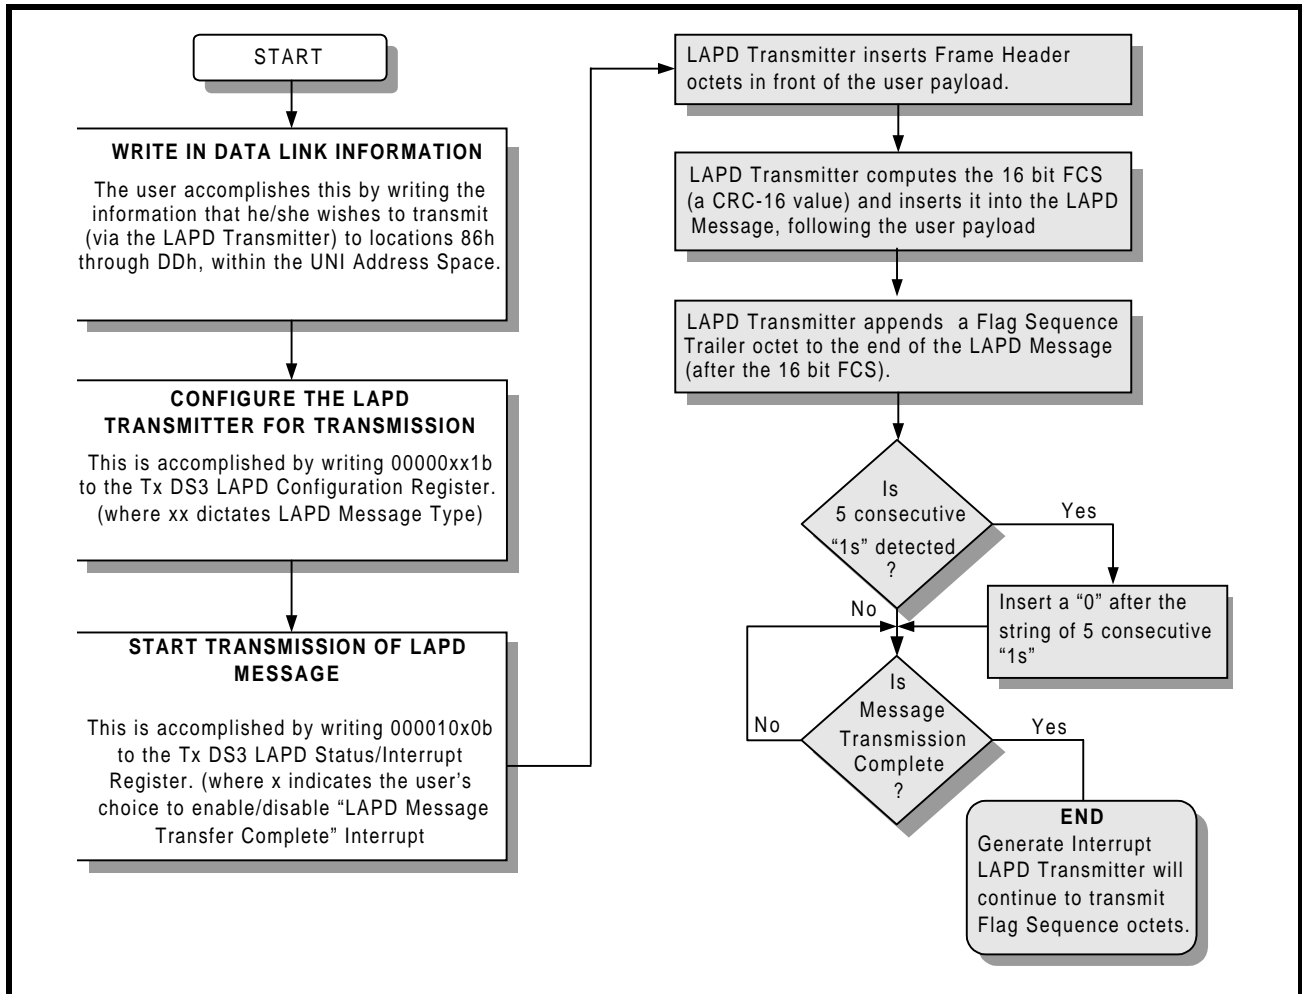 START
WRITE IN DATA LINK INFORMATION
The user accomplishes this by writing the
information that he/she wishes to transmit
(via the LAPD Transmitter) to locations 86h
through DDh, within the UNI Address Space.
CONFIGURE THE LAPD
TRANSMITTER FOR TRANSMISSION
This is accomplished by writing 00000xx1b
to the Tx DS3 LAPD Configuration Register.
(where xx dictates LAPD Message Type)
START TRANSMISSION OF LAPD
MESSAGE
This is accomplished by writing 000010x0b
to the Tx DS3 LAPD Status/Interrupt
Register. (where x indicates the user's
choice to enable/disable “LAPD Message
Transfer Complete” Interrupt
LAPD Transmitter inserts Frame Header
octets in front of the user payload.
LAPD Transmitter computes the 16 bit FCS
(a CRC-16 value) and inserts it into the LAPD
Message, following the user payload
LAPD Transmitter appends a Flag Sequence
Trailer octet to the end of the LAPD Message
(after the 16 bit FCS).
Is
5 consecutive
“1s” detected
?
Yes
No
Insert a “0” after the
string of 5 consecutive
“1s”
Is
Message
Transmission
Complete
?
No
Yes
END
Generate Interrupt
LAPD Transmitter will
continue to transmit
Flag Sequence octets.